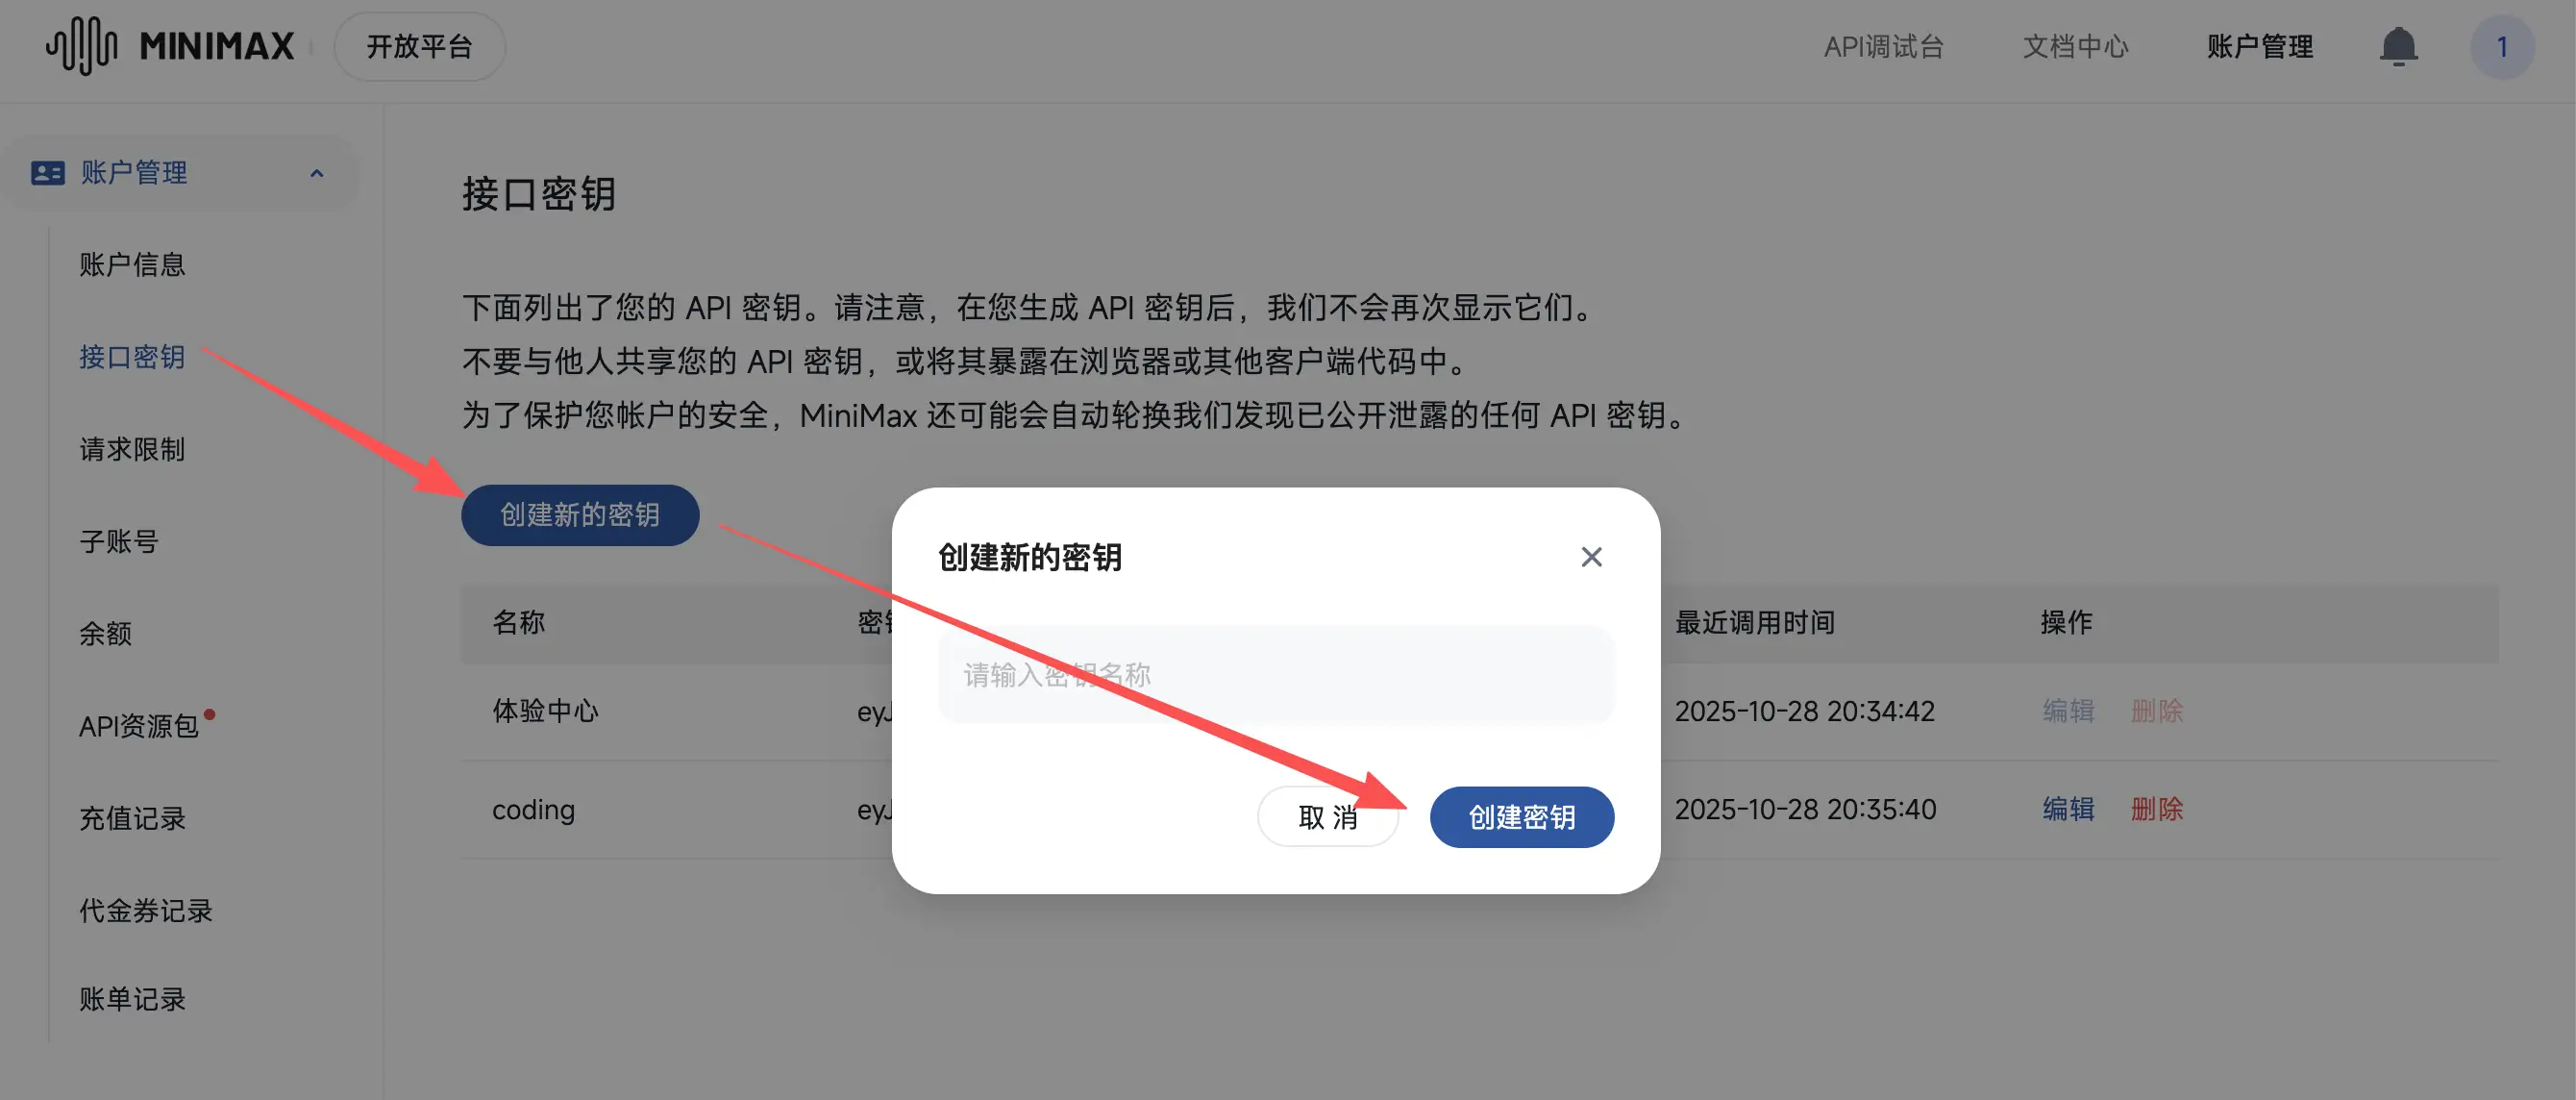 MINIMAX
开放平台
API调试台
文档中心
账户管理
1
账户管理
账户信息
接口密钥
请求限制
子账号
余额
API资源包
充值记录
代金券记录
账单记录
接口密钥
下面列出了您的 API 密钥。请注意，在您生成 API 密钥后，我们不会再次显示它们。
不要与他人共享您的 API 密钥，或将其暴露在浏览器或其他客户端代码中。
为了保护您帐户的安全，MiniMax 还可能会自动轮换我们发现已公开泄露的任何 API 密钥。
创建新的密钥
名称 密钥 最近调用时间 操作
体验中心 eyJ 2025-10-28 20:34:42 编辑 删除
coding eyJ 2025-10-28 20:35:40 编辑 删除
创建新的密钥
请输入密钥名称
取 消
创建密钥